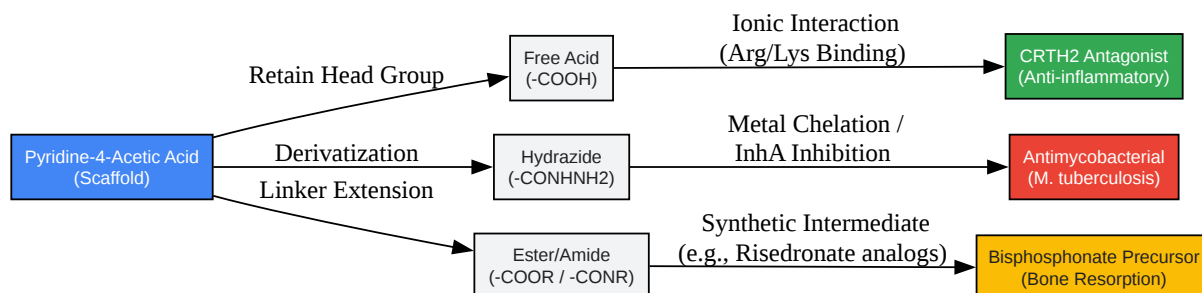 Pyridine-4-Acetic Acid
(Scaffold)
Retain Head Group
Derivatization
Linker Extension
Free Acid
(-COOH)
Hydrazide
(-CONHNH2)
Ester/Amide
(-COOR / -CONR)
Ionic Interaction
(Arg/Lys Binding)
Metal Chelation /
InhA Inhibition
Synthetic Intermediate
(e.g., Risedronate analogs)
CRTH2 Antagonist
(Anti-inflammatory)
Antimycobacterial
(M. tuberculosis)
Bisphosphonate Precursor
(Bone Resorption)